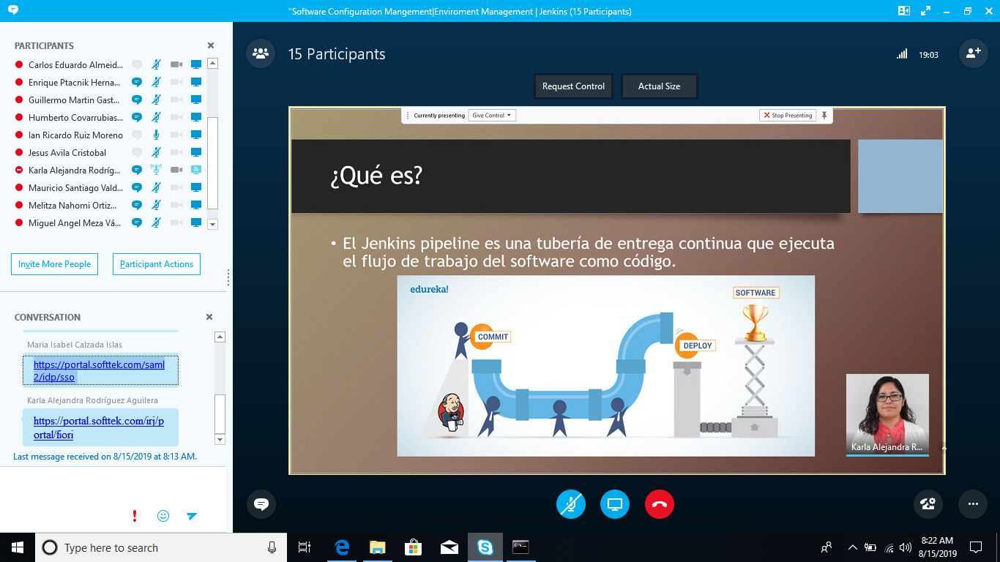 "Software Configuration Mangement|Enviroment Management | Jenkins (15 Participants)
PARTICIPANTS
Carlos Eduardo Almeid...
Enrique Ptacnik Herna...
Guillermo Martin Gast...
Humberto Covarrubias...
Ian Ricardo Ruiz Moreno
Jesus Avila Cristobal
Karla Alejandra Rodríg...
Mauricio Santiago Vald...
Melitza Nahomi Ortiz...
Miguel Angel Meza Vá...
Invite More People
Participant Actions
CONVERSATION
Maria Isabel Calzada Islas
https://portal.softtek.com/saml
2/idp/sso
Karla Alejandra Rodríguez Aguilera
https://portal.softtek.com/irj/p
ortal/fiori
Last message received on 8/15/2019 at 8:13 AM.
15 Participants
19:03
Request Control
Actual Size
Currently presenting
Give Control
Stop Presenting
¿Qué es?
• El Jenkins pipeline es una tubería de entrega continua que ejecuta
el flujo de trabajo del software como código.
edureka!
SOFTWARE
COMMIT
DEPLOY
Karla Alejandra R...
Type here to search
8:22 AM
8/15/2019